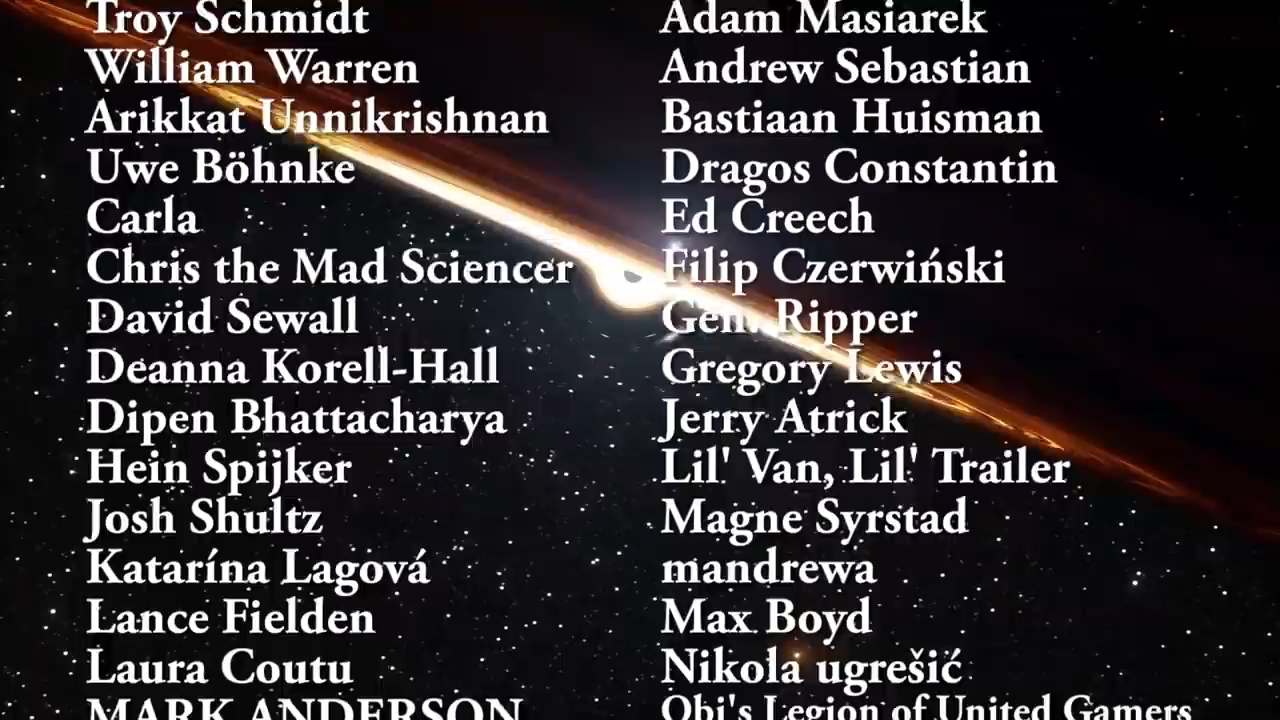 Troy Schmidt
William Warren
Arikkat Unnikrishnan
Uwe Böhnke
Carla
Chris the Mad Sciencer
David Sewall
Deanna Korell-Hall
Dipen Bhattacharya
Hein Spijker
Josh Shultz
Katarína Lagová
Lance Fielden
Laura Coutu
MARK ANDERSON
Adam Masiarek
Andrew Sebastian
Bastiaan Huisman
Dragos Constantin
Ed Creech
Filip Czerwiński
Gen. Ripper
Gregory Lewis
Jerry Atrick
Lil' Van, Lil' Trailer
Magne Syrstad
mandrewa
Max Boyd
Nikola ugrešić
Obi's Legion of United Gamers